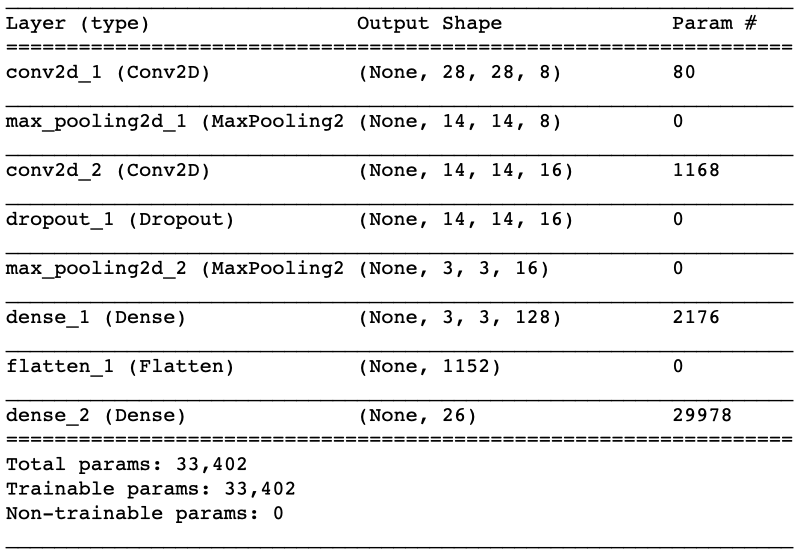 Layer (type) Output Shape Param #
=================================================================
conv2d_1 (Conv2D) (None, 28, 28, 8) 80
max_pooling2d_1 (MaxPooling2 (None, 14, 14, 8) 0
conv2d_2 (Conv2D) (None, 14, 14, 16) 1168
dropout_1 (Dropout) (None, 14, 14, 16) 0
max_pooling2d_2 (MaxPooling2 (None, 3, 3, 16) 0
dense_1 (Dense) (None, 3, 3, 128) 2176
flatten_1 (Flatten) (None, 1152) 0
dense_2 (Dense) (None, 26) 29978
=================================================================
Total params: 33,402
Trainable params: 33,402
Non-trainable params: 0